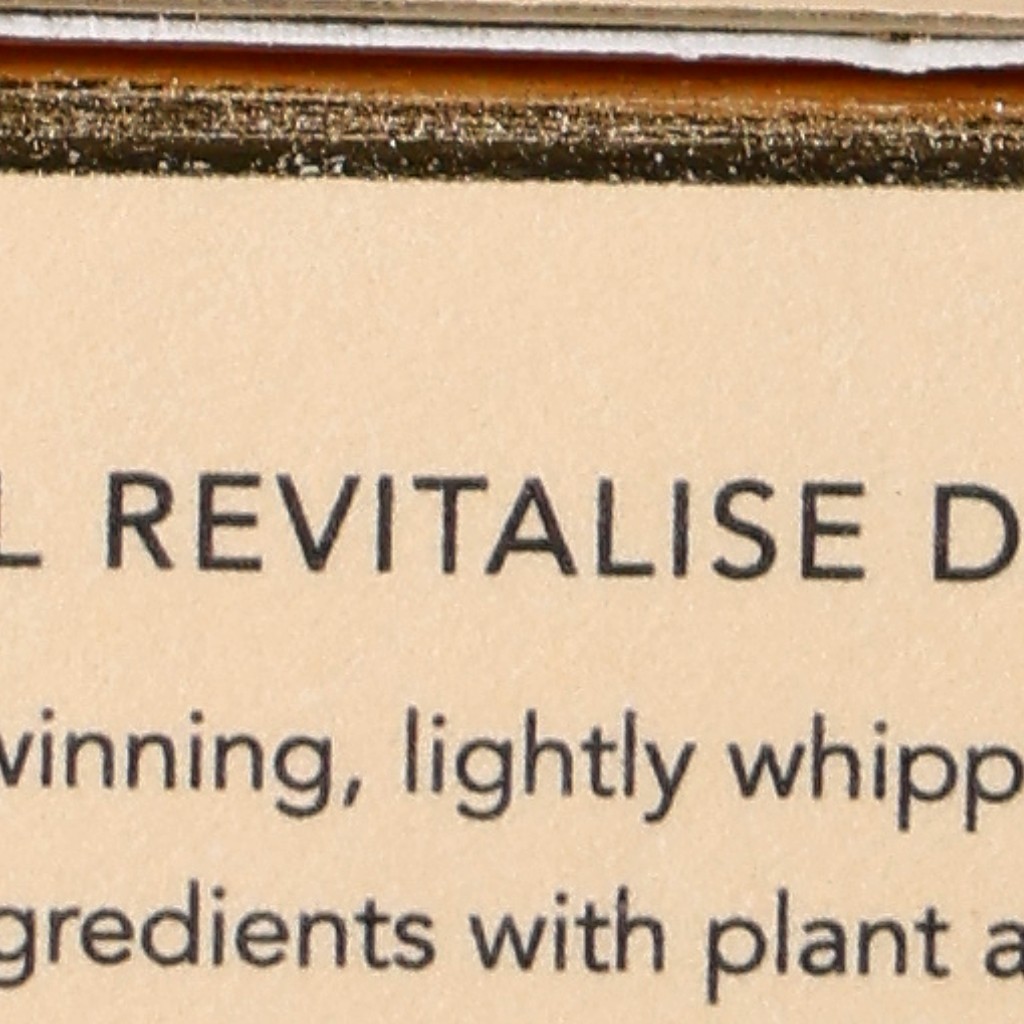 L REVITALISE D
winning, lightly whipp
gredients with plant a